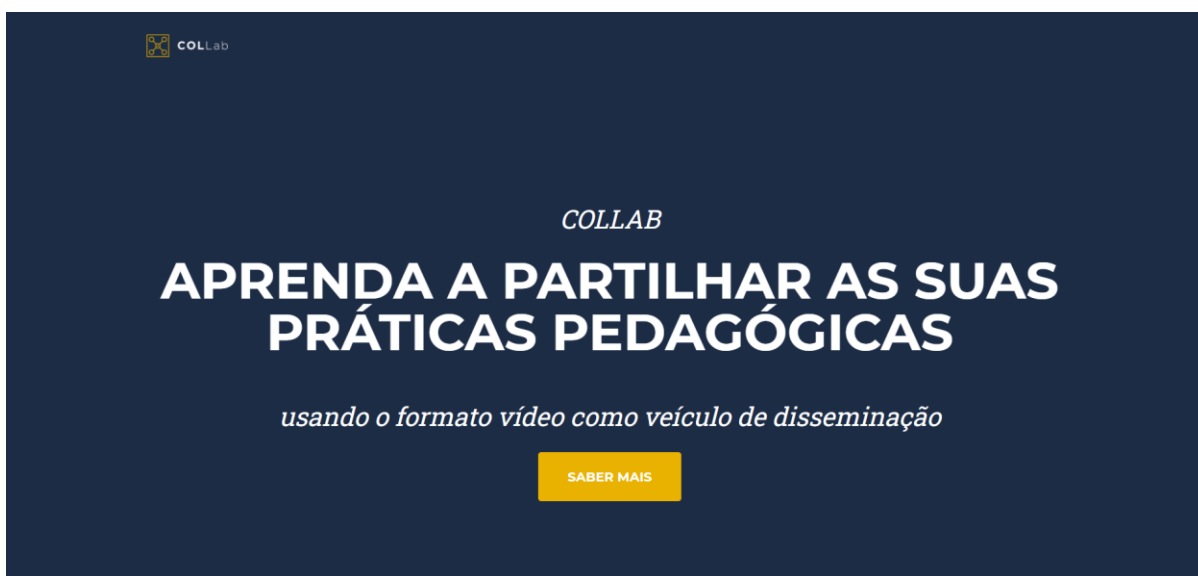 COLLab
COLLAB
APRENDA A PARTILHAR AS SUAS
PRÁTICAS PEDAGÓGICAS
usando o formato vídeo como veículo de disseminação
SABER MAIS